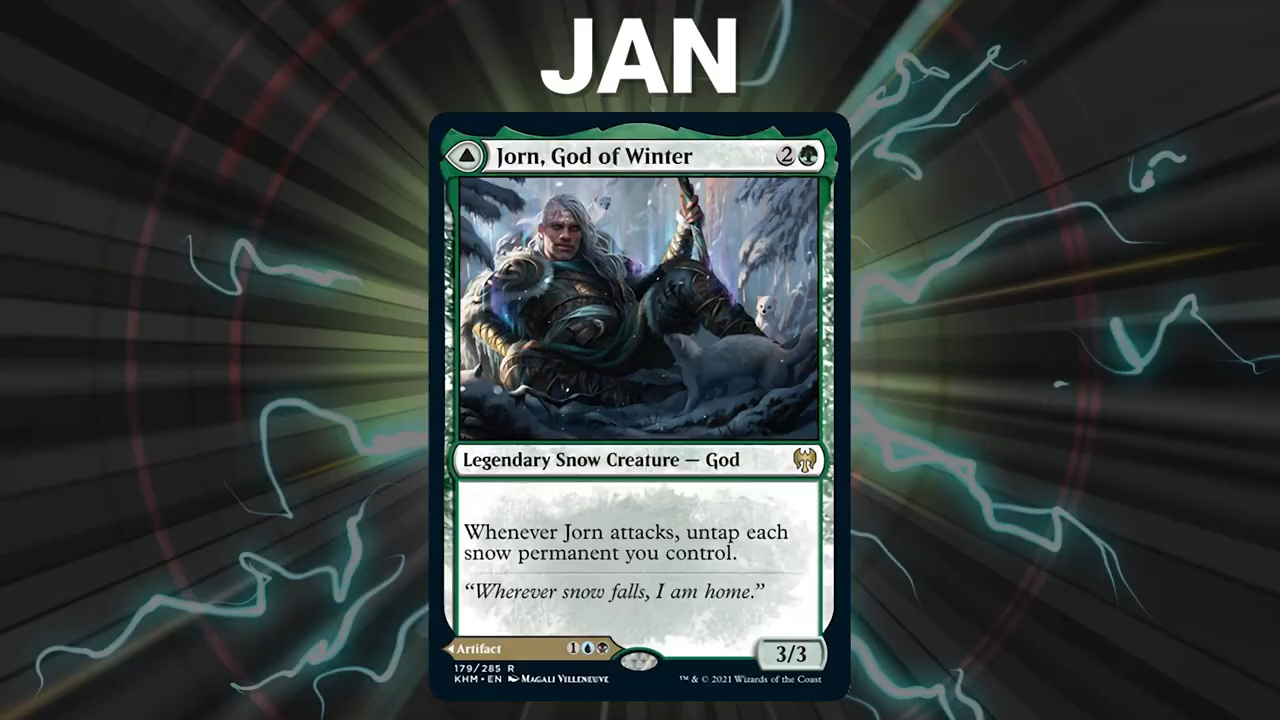 JAN
Jorn, God of Winter 2
Legendary Snow Creature — God
Whenever Jorn attacks, untap each
snow permanent you control.
“Wherever snow falls, I am home.”
Artifact 1
3/3
179/285 R
KHM • EN Magali Villeneuve
™ & © 2021 Wizards of the Coast